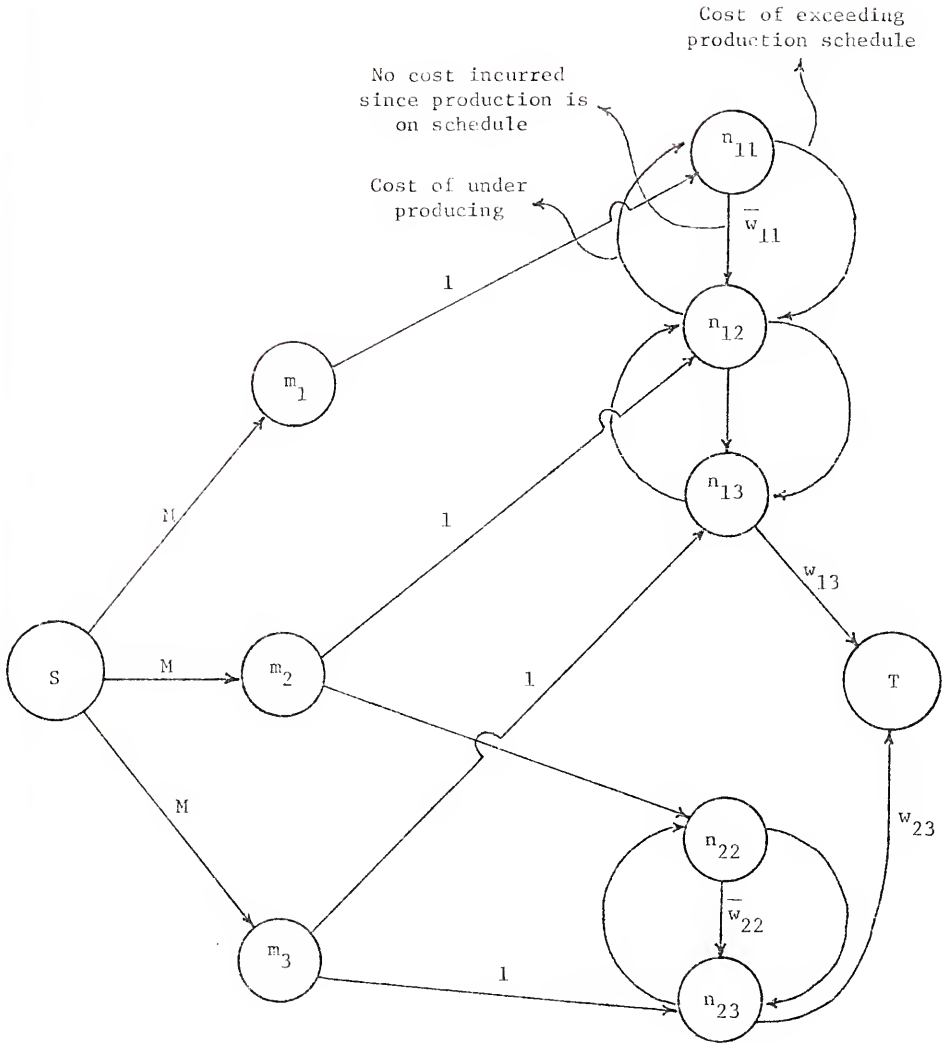 Cost of exceeding
production schedule
No cost incurred
since production is
on schedule
Cost of under
producing
n11
w̅11
1
n12
m1
n13
M
1
w13
S
M
m2
1
T
M
n22
w23
w̅22
m3
1
n23